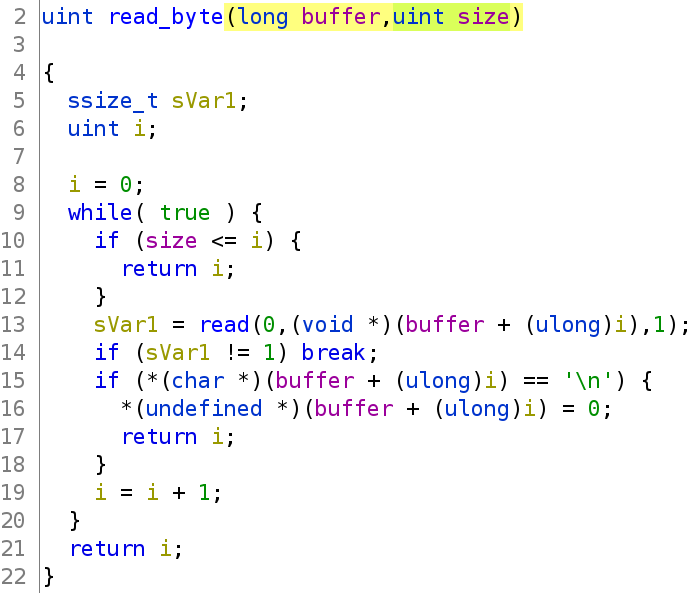 2 uint read_byte(long buffer,uint size)
3
4 {
5   ssize_t sVar1;
6   uint i;
7
8   i = 0;
9   while( true ) {
10     if (size <= i) {
11       return i;
12     }
13     sVar1 = read(0,(void *)(buffer + (ulong)i),1);
14     if (sVar1 != 1) break;
15     if (*(char *)(buffer + (ulong)i) == '\n') {
16       *(undefined *)(buffer + (ulong)i) = 0;
17       return i;
18     }
19     i = i + 1;
20   }
21   return i;
22 }